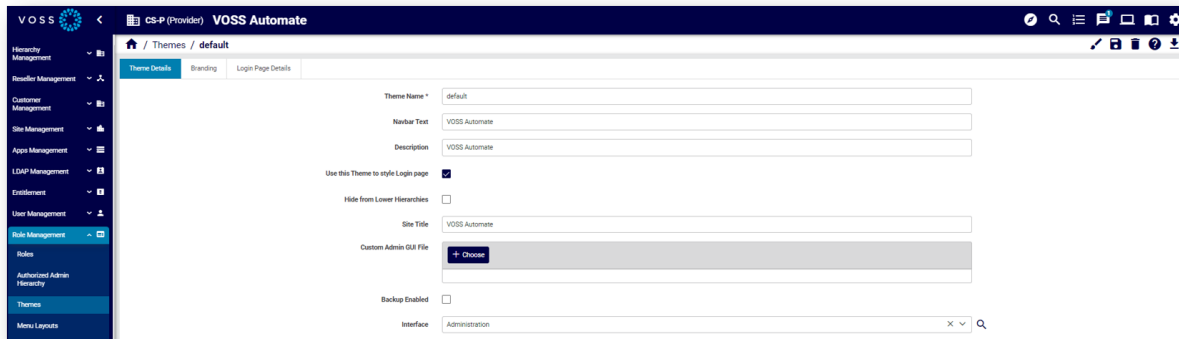 VOSS
CS-P (Provider) VOSS Automate
1
/ Themes / default
Theme Details Branding Login Page Details
Hierarchy
Management
Reseller Management
Customer
Management
Site Management
Apps Management
LDAP Management
Entitlement
User Management
Role Management
Roles
Authorized Admin
Hierarchy
Themes
Menu Layouts
Theme Name * default
Navbar Text VOSS Automate
Description VOSS Automate
Use this Theme to style Login page
Hide from Lower Hierarchies
Site Title VOSS Automate
Custom Admin GUI File
+ Choose
Backup Enabled
Interface Administration